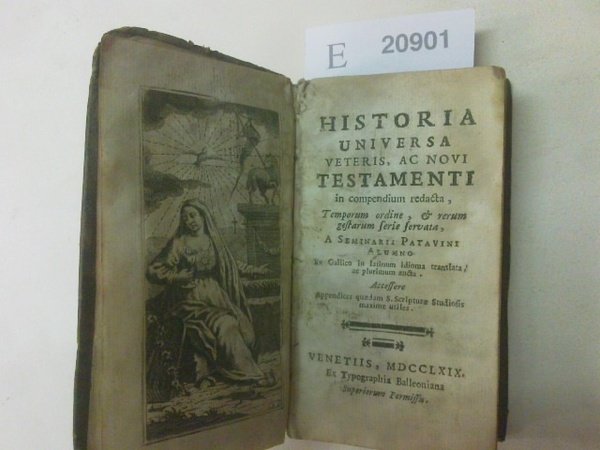 E 20901
HISTORIA
UNIVERSA
VETERIS, AC NOVI
TESTAMENTI
in compendium redacta,
Temporum ordine, & rerum
gestarum serie servata,
A SEMINARII PATAVINI
ALUMNO
Ex Gallico in latinum idioma translata,
ac plurimum aucta.
Accessere
Appendices quædam S. Scripturæ Studiosis
maxime utiles.
VENETIIS, MDCCLXIX.
Ex Typographia Balleoniana
Superiorum Permissu.